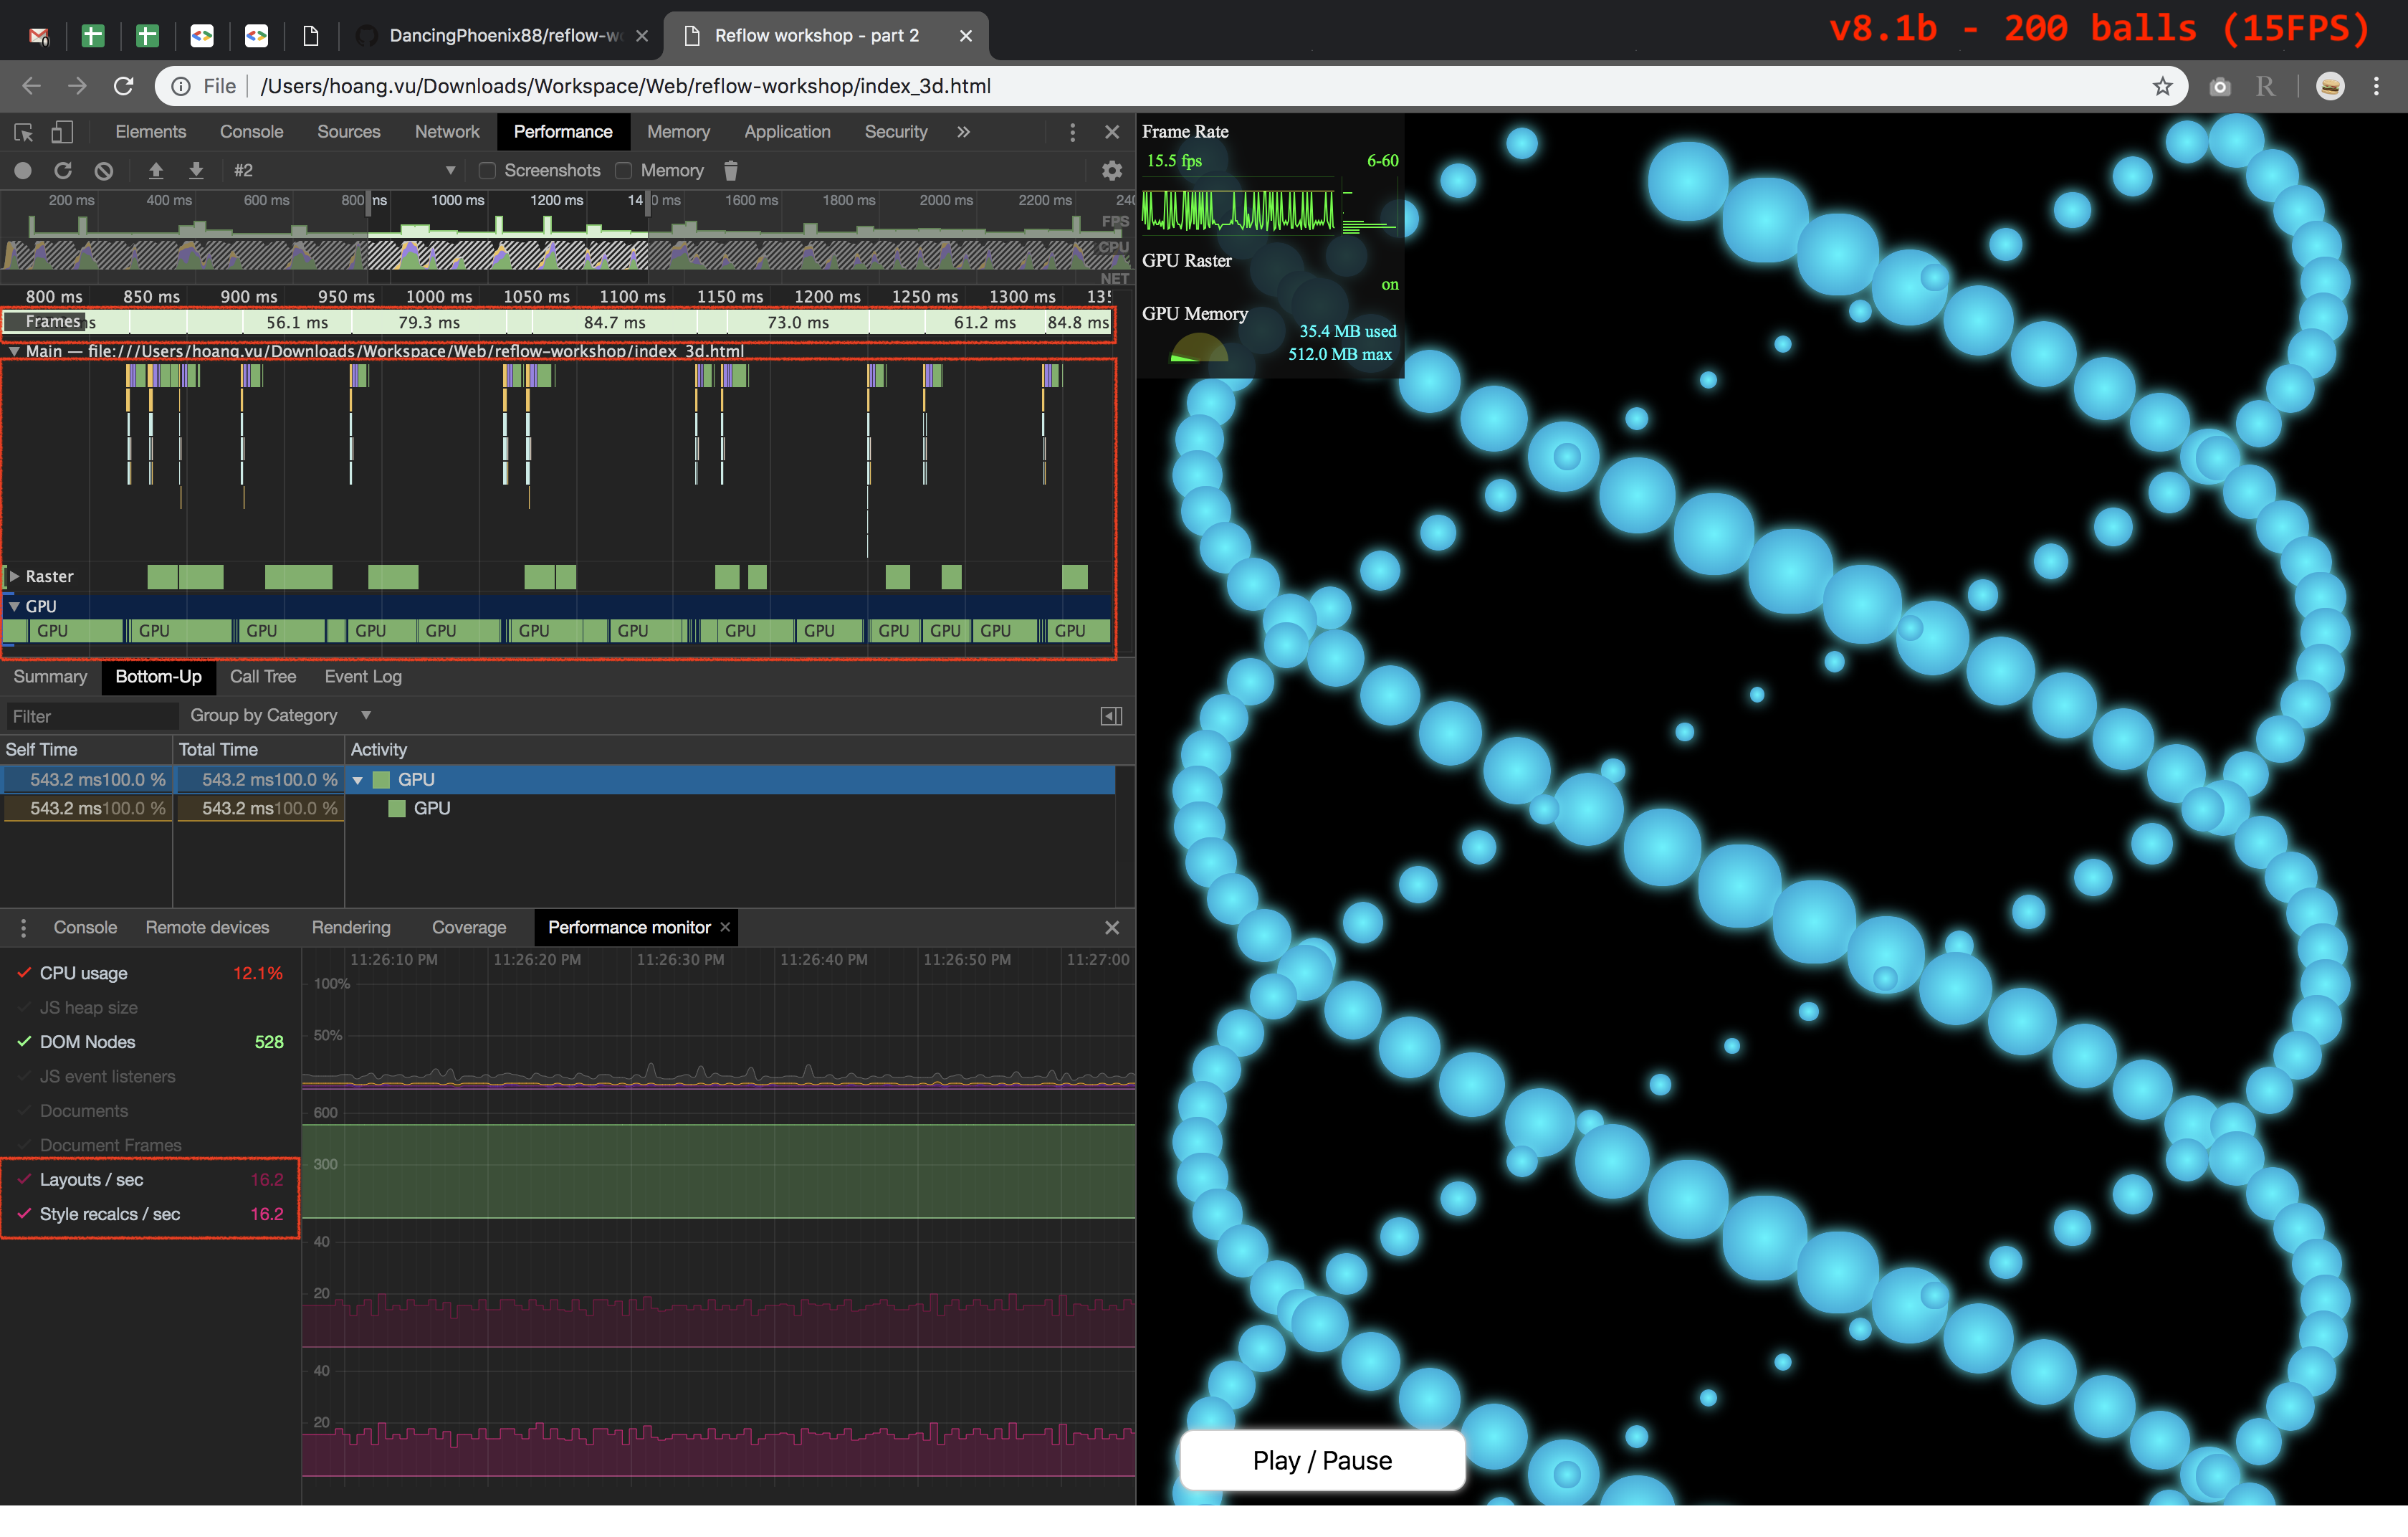 DancingPhoenix88/reflow-w
Reflow workshop - part 2
v8.1b - 200 balls (15FPS)
File
/Users/hoang.vu/Downloads/Workspace/Web/reflow-workshop/index_3d.html
Elements Console Sources Network Performance Memory Application Security »
#2 Screenshots Memory
200 ms 400 ms 600 ms 800 ms 1000 ms 1200 ms 14 0 ms 1600 ms 1800 ms 2000 ms 2200 ms 240
FPS
CPU
NET
800 ms 850 ms 900 ms 950 ms 1000 ms 1050 ms 1100 ms 1150 ms 1200 ms 1250 ms 1300 ms 135
Frames s 56.1 ms 79.3 ms 84.7 ms 73.0 ms 61.2 ms 84.8 ms
Main — file:///Users/hoang.vu/Downloads/Workspace/Web/reflow-workshop/index_3d.html
Raster
GPU
GPU GPU GPU GPU GPU GPU GPU GPU GPU GPU GPU GPU GPU
Summary Bottom-Up Call Tree Event Log
Filter Group by Category
Self Time Total Time Activity
543.2 ms 100.0 % 543.2 ms 100.0 % GPU
543.2 ms 100.0 % 543.2 ms 100.0 % GPU
Console Remote devices Rendering Coverage Performance monitor
CPU usage 12.1%
JS heap size
DOM Nodes 528
JS event listeners
Documents
Document Frames
Layouts / sec 16.2
Style recalcs / sec 16.2
11:26:10 PM 11:26:20 PM 11:26:30 PM 11:26:40 PM 11:26:50 PM 11:27:00
100%
50%
600
300
40
20
40
20
Frame Rate
15.5 fps 6-60
GPU Raster
on
GPU Memory
35.4 MB used
512.0 MB max
R
Play / Pause